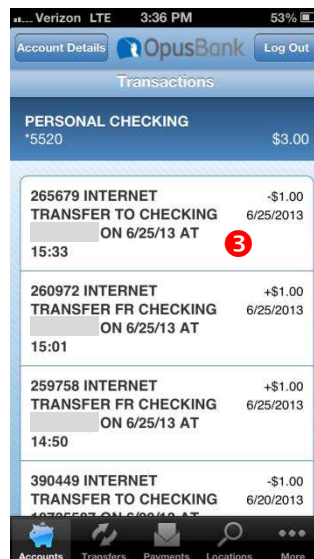 Verizon LTE 3:36 PM 53%
Account Details OpusBank Log Out
Transactions
PERSONAL CHECKING
*5520 $3.00
265679 INTERNET -$1.00
TRANSFER TO CHECKING 6/25/2013
ON 6/25/13 AT
15:33
3
260972 INTERNET +$1.00
TRANSFER FR CHECKING 6/25/2013
ON 6/25/13 AT
15:01
259758 INTERNET +$1.00
TRANSFER FR CHECKING 6/25/2013
ON 6/25/13 AT
14:50
390449 INTERNET -$1.00
TRANSFER TO CHECKING 6/20/2013
Accounts Transfers Payments Locations More